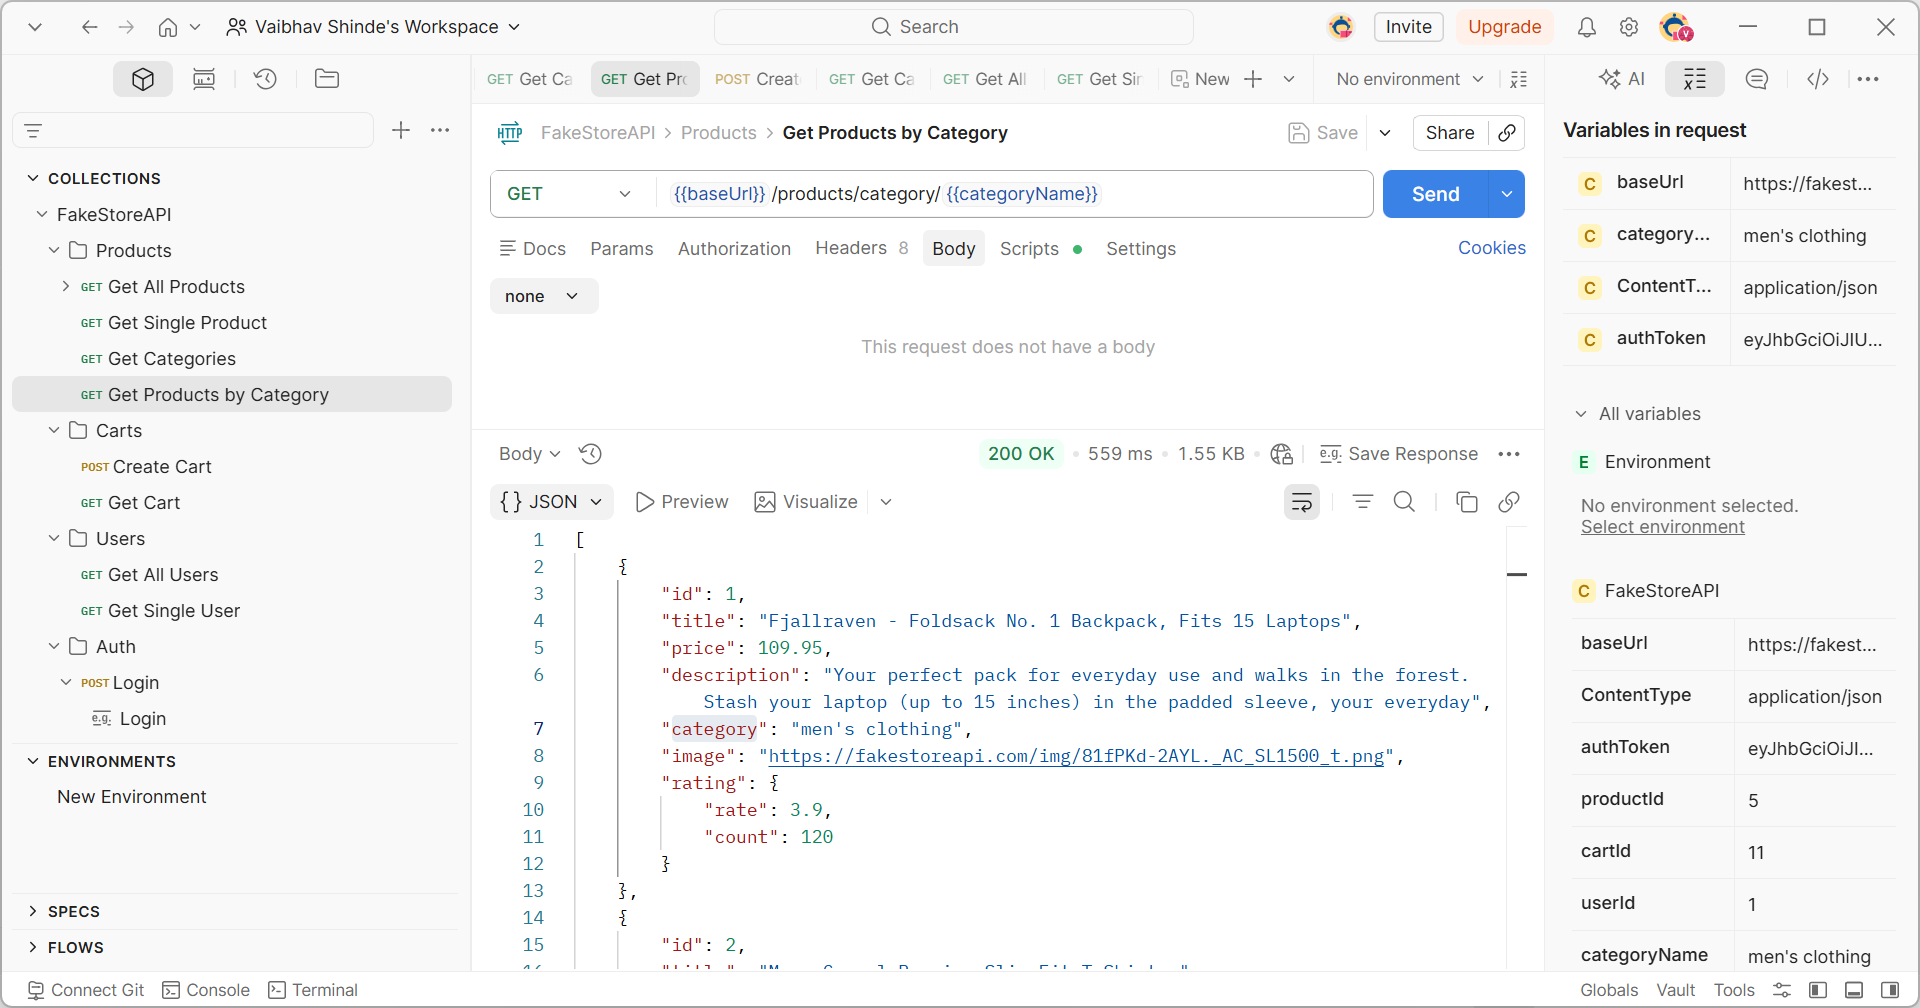 Vaibhav Shinde's Workspace
Search
Invite
Upgrade
V
GET Get Ca
GET Get Pro
POST Creat
GET Get Ca
GET Get All
GET Get Sin
New
No environment
AI
FakeStoreAPI > Products > Get Products by Category
Save
Share
HTTP
GET
{{baseUrl}} /products/category/ {{categoryName}}
Send
Docs
Params
Authorization
Headers 8
Body
Scripts
Settings
Cookies
none
This request does not have a body
COLLECTIONS
FakeStoreAPI
Products
GET Get All Products
GET Get Single Product
GET Get Categories
GET Get Products by Category
Carts
POST Create Cart
GET Get Cart
Users
GET Get All Users
GET Get Single User
Auth
POST Login
e.g. Login
ENVIRONMENTS
New Environment
SPECS
FLOWS
Body
200 OK
559 ms
1.55 KB
e.g. Save Response
{} JSON
Preview
Visualize
1 [
2 {
3 "id": 1,
4 "title": "Fjallraven - Foldsack No. 1 Backpack, Fits 15 Laptops",
5 "price": 109.95,
6 "description": "Your perfect pack for everyday use and walks in the forest.
Stash your laptop (up to 15 inches) in the padded sleeve, your everyday",
7 "category": "men's clothing",
8 "image": "https://fakestoreapi.com/img/81fPKd-2AYL._AC_SL1500_t.png",
9 "rating": {
10 "rate": 3.9,
11 "count": 120
12 }
13 },
14 {
15 "id": 2,
Variables in request
C baseUrl https://fakest...
C category... men's clothing
C ContentT... application/json
C authToken eyJhbGciOiJIU...
All variables
E Environment
No environment selected.
Select environment
C FakeStoreAPI
baseUrl https://fakest...
ContentType application/json
authToken eyJhbGciOiJI...
productId 5
cartId 11
userId 1
categoryName men's clothing
Connect Git
Console
Terminal
Globals
Vault
Tools